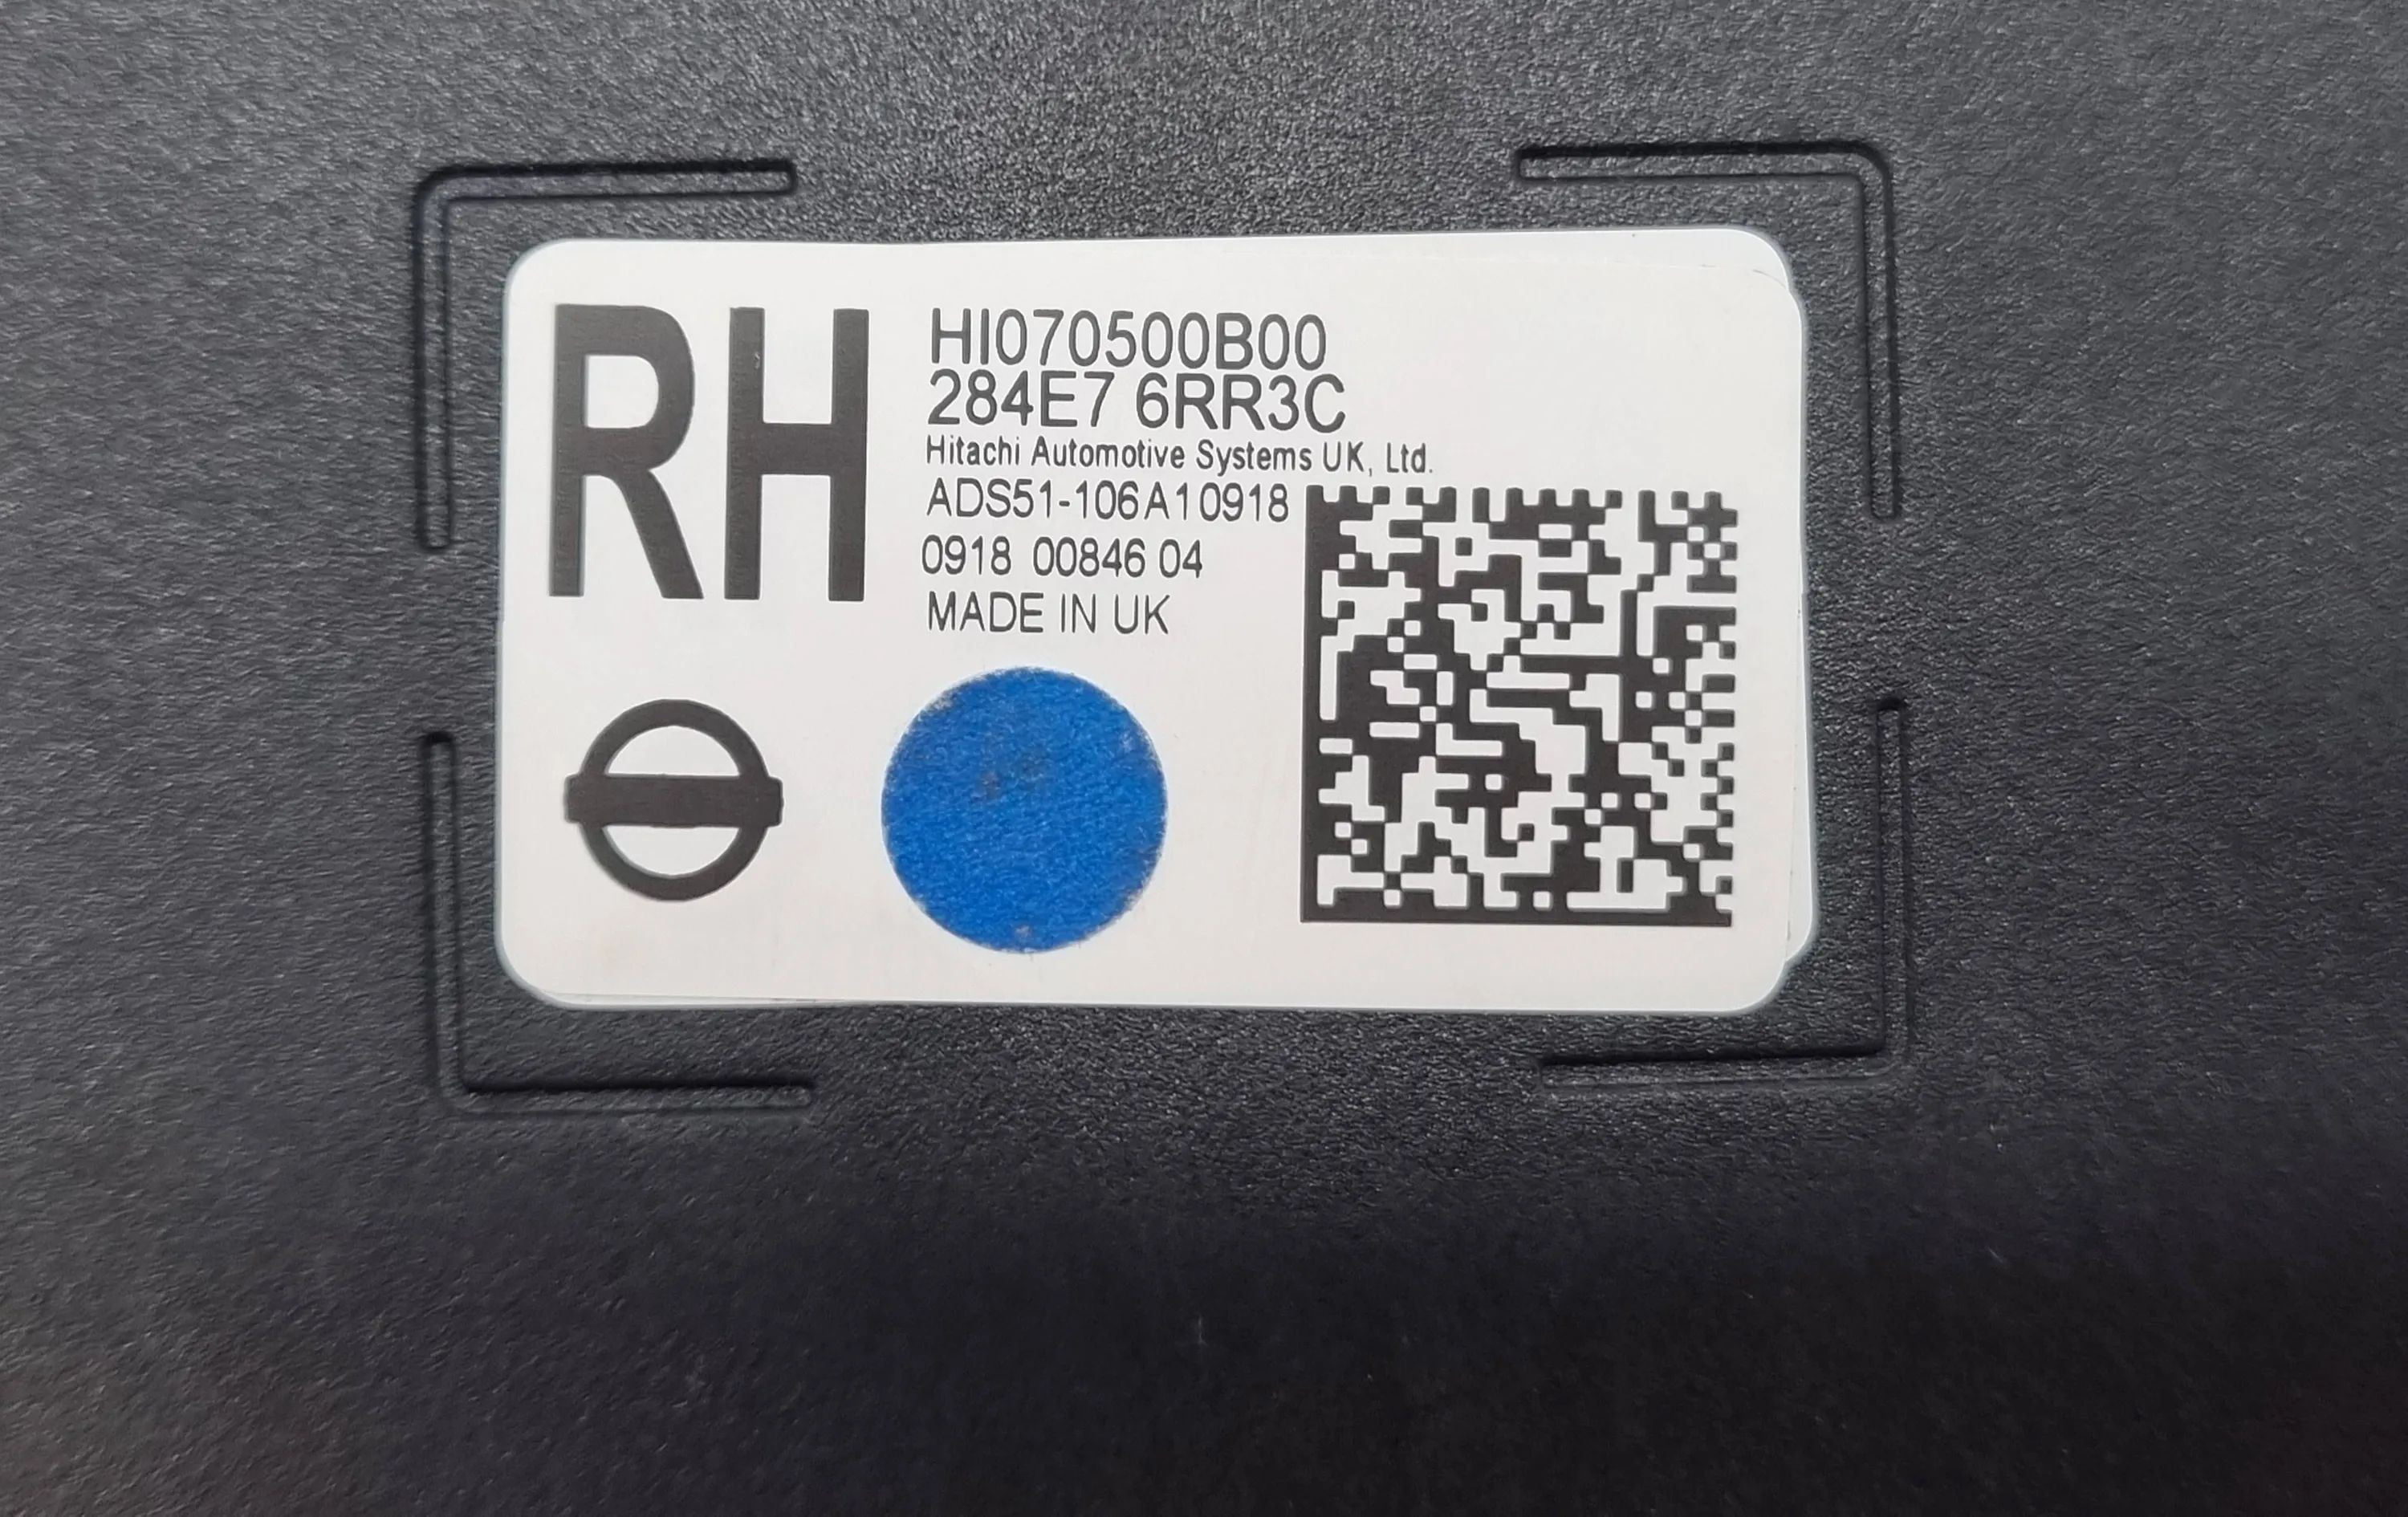 RH
HI070500B00
284E7 6RR3C
Hitachi Automotive Systems UK, Ltd.
ADS51-106A10918
0918 00846 04
MADE IN UK